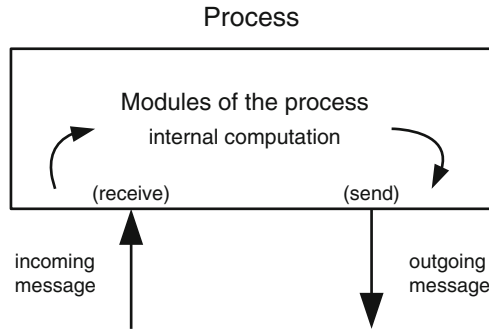 Process
Modules of the process
internal computation
(receive)
(send)
incoming
message
outgoing
message